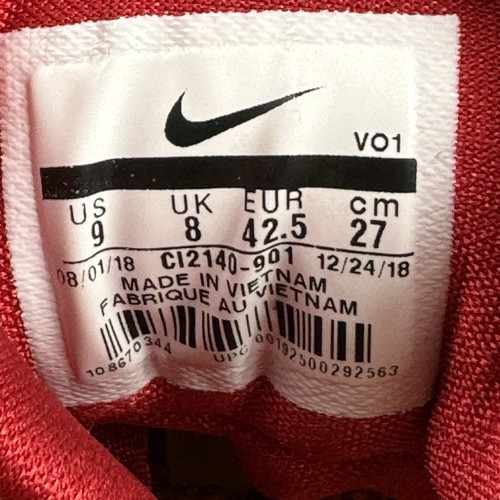 VO1
US UK EUR cm
9 8 42.5 27
08/01/18 CI2140-901 12/24/18
MADE IN VIETNAM
FABRIQUE AU VIETNAM
108670344 UPC 00192500292563